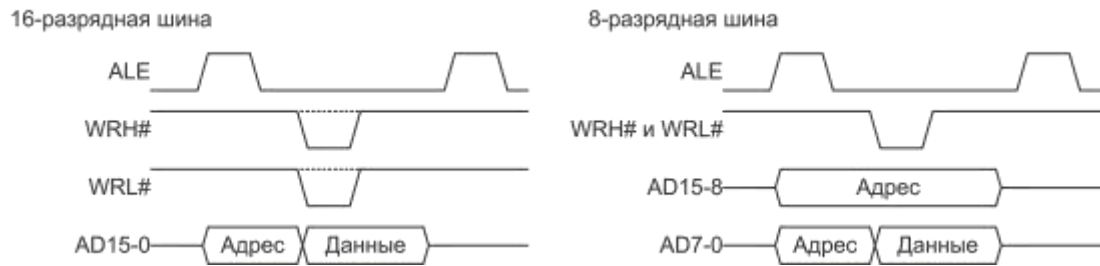 16-разрядная шина
ALE
WRH#
WRL#
AD15-0 Адрес Данные
8-разрядная шина
ALE
WRH# и WRL#
AD15-8 Адрес
AD7-0 Адрес Данные